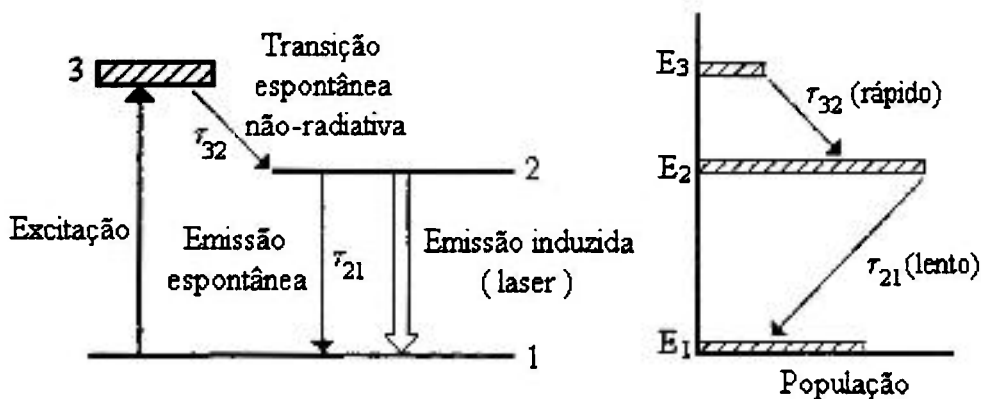 3
Transição
espontânea
não-radiativa
τ32
2
Excitação
Emissão
espontânea
τ21
Emissão induzida
( laser )
1
E3
τ32 (rápido)
E2
τ21 (lento)
E1
População